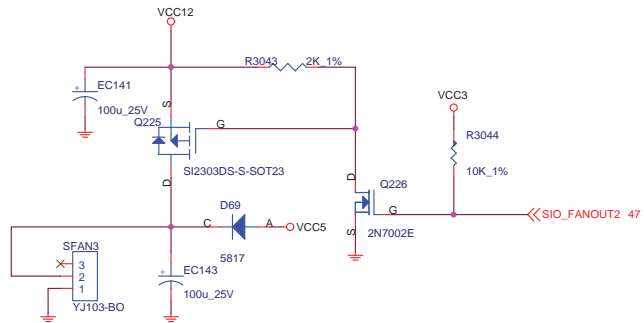 VCC12
R3043 2K_1%
EC141
100u_25V
VCC3
S
Q225
G
R3044
10K_1%
SI2303DS-S-SOT23
D
D
Q226
G
SIO_FANOUT2 47
S
2N7002E
D69
C A
VCC5
5817
SFAN3
3
2
1
YJ103-BO
EC143
100u_25V